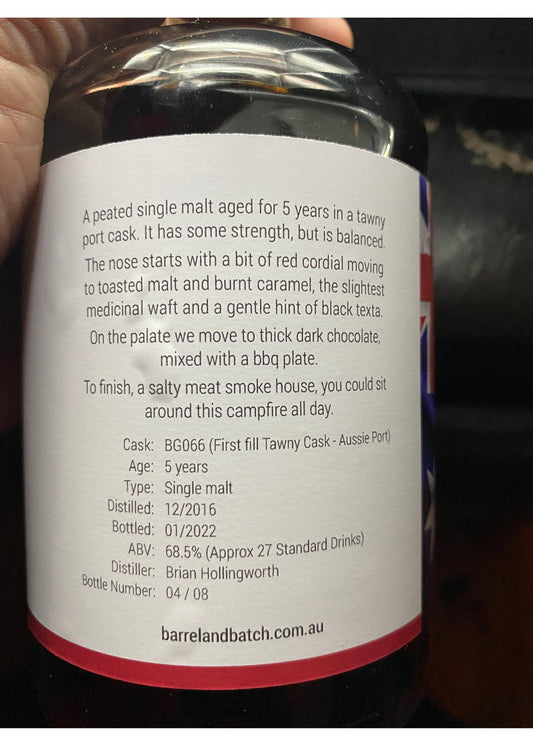 A peated single malt aged for 5 years in a tawny
port cask. It has some strength, but is balanced.
The nose starts with a bit of red cordial moving
to toasted malt and burnt caramel, the slightest
medicinal waft and a gentle hint of black texta.
On the palate we move to thick dark chocolate,
mixed with a bbq plate.
To finish, a salty meat smoke house, you could sit
around this campfire all day.
Cask: BG066 (First fill Tawny Cask - Aussie Port)
Age: 5 years
Type: Single malt
Distilled: 12/2016
Bottled: 01/2022
ABV: 68.5% (Approx 27 Standard Drinks)
Distiller: Brian Hollingworth
Bottle Number: 04 / 08
barrelandbatch.com.au